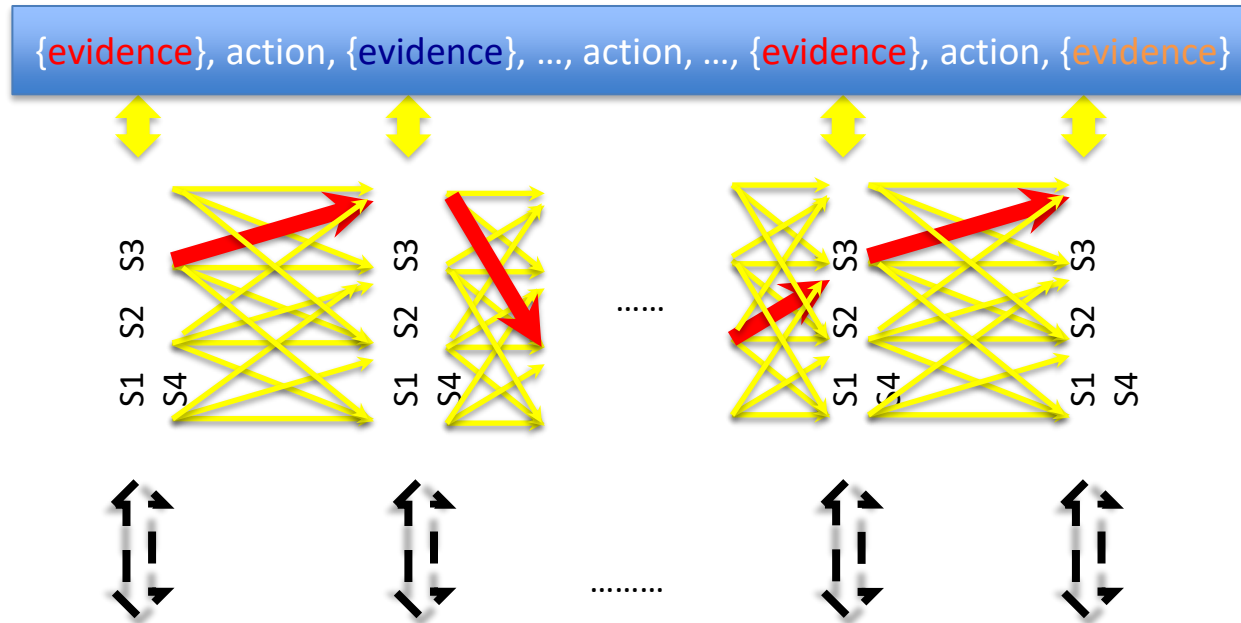 {evidence}, action, {evidence}, …, action, …, {evidence}, action, {evidence}
S1 S2 S3
S4
S1 S2 S3
S4
……
S1 S2 S3
S4
S1 S2 S3
S4
………